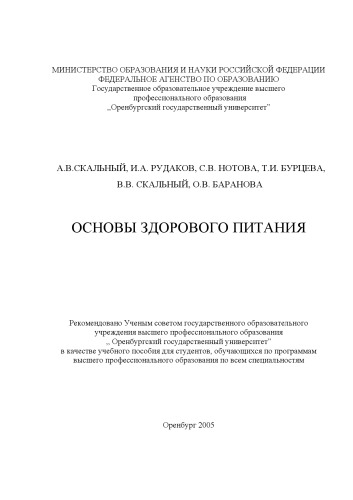 МИНИСТЕРСТВО ОБРАЗОВАНИЯ И НАУКИ РОССИЙСКОЙ ФЕДЕРАЦИИ
ФЕДЕРАЛЬНОЕ АГЕНСТВО ПО ОБРАЗОВАНИЮ
Государственное образовательное учреждение высшего
профессионального образования
„Оренбургский государственный университет”
А.В.СКАЛЬНЫЙ, И.А. РУДАКОВ, С.В. НОТОВА, Т.И. БУРЦЕВА,
В.В. СКАЛЬНЫЙ, О.В. БАРАНОВА
ОСНОВЫ ЗДОРОВОГО ПИТАНИЯ
Рекомендовано Ученым советом государственного образовательного
учреждения высшего профессионального образования
„ Оренбургский государственный университет”
в качестве учебного пособия для студентов, обучающихся по программам
высшего профессионального образования по всем специальностям
Оренбург 2005